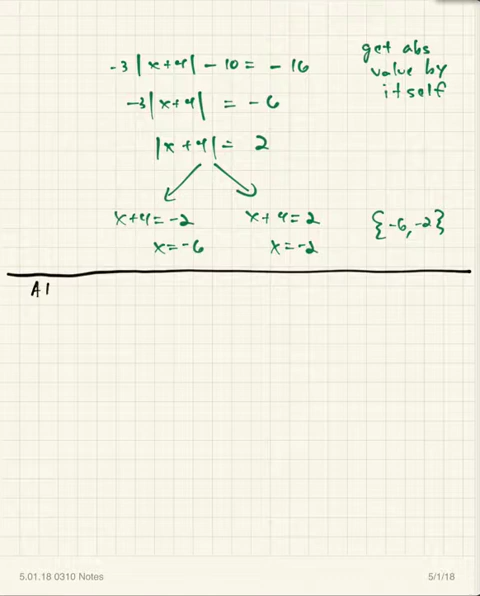 -3|x+4| - 10 = -16
-3|x+4| = -6
|x+4| = 2
get abs
value by
itself
x+4=-2
x=-6
x+4=2
x=-2
{-6,-2}
Al
5.01.18 0310 Notes
5/1/18